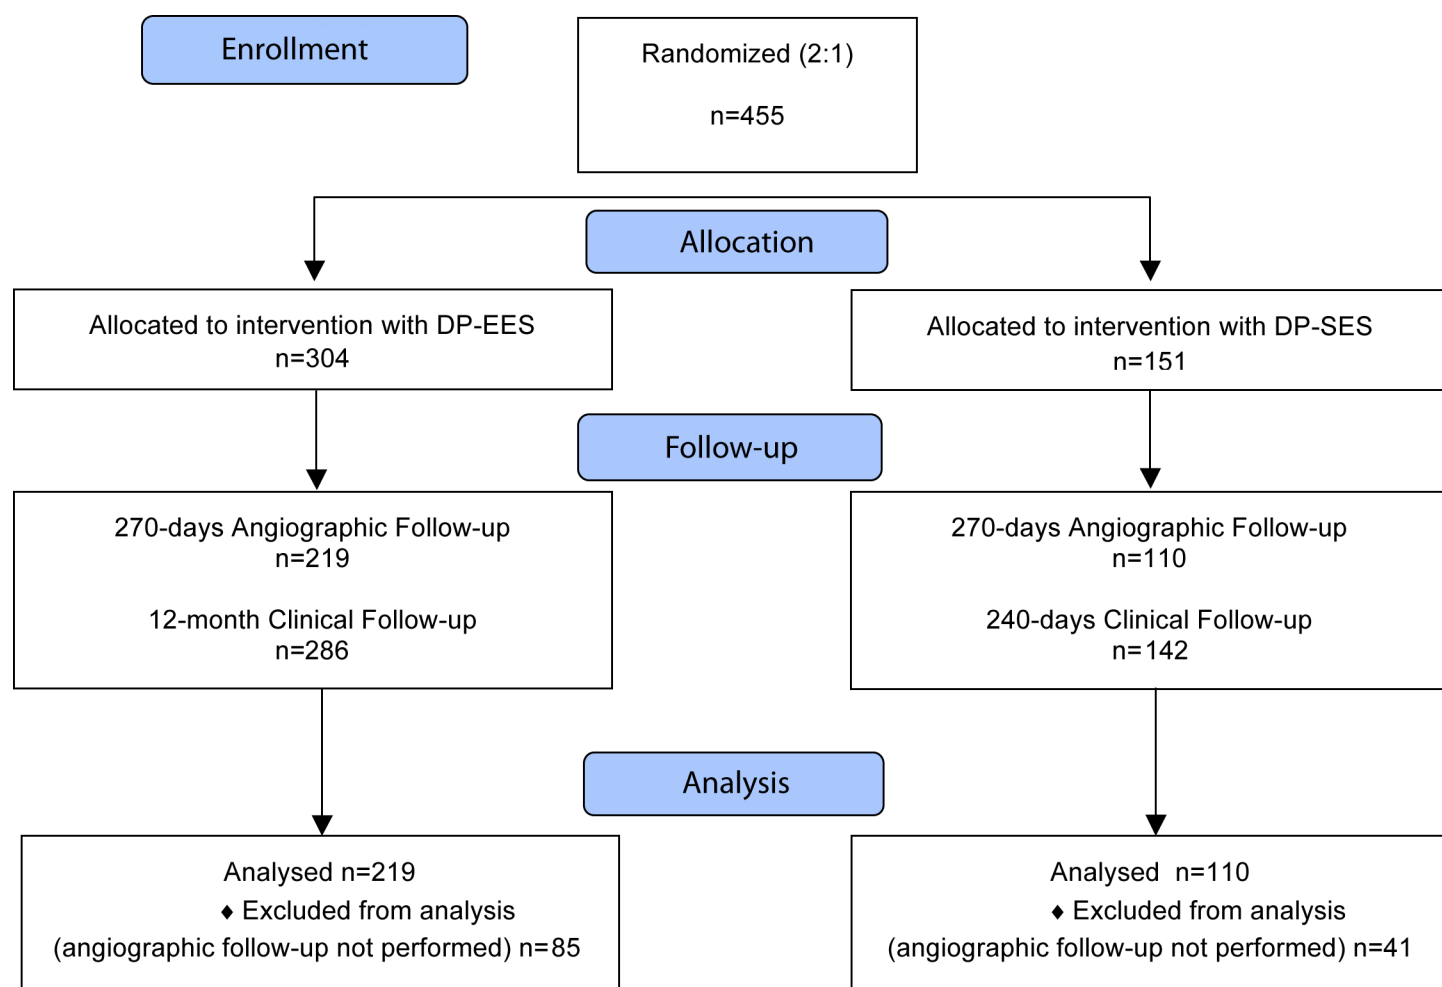 Enrollment
Randomized (2:1)
n=455
Allocation
Allocated to intervention with DP-EES
n=304
Allocated to intervention with DP-SES
n=151
Follow-up
270-days Angiographic Follow-up
n=219
12-month Clinical Follow-up
n=286
270-days Angiographic Follow-up
n=110
240-days Clinical Follow-up
n=142
Analysis
Analysed n=219
♦ Excluded from analysis
(angiographic follow-up not performed) n=85
Analysed n=110
♦ Excluded from analysis
(angiographic follow-up not performed) n=41